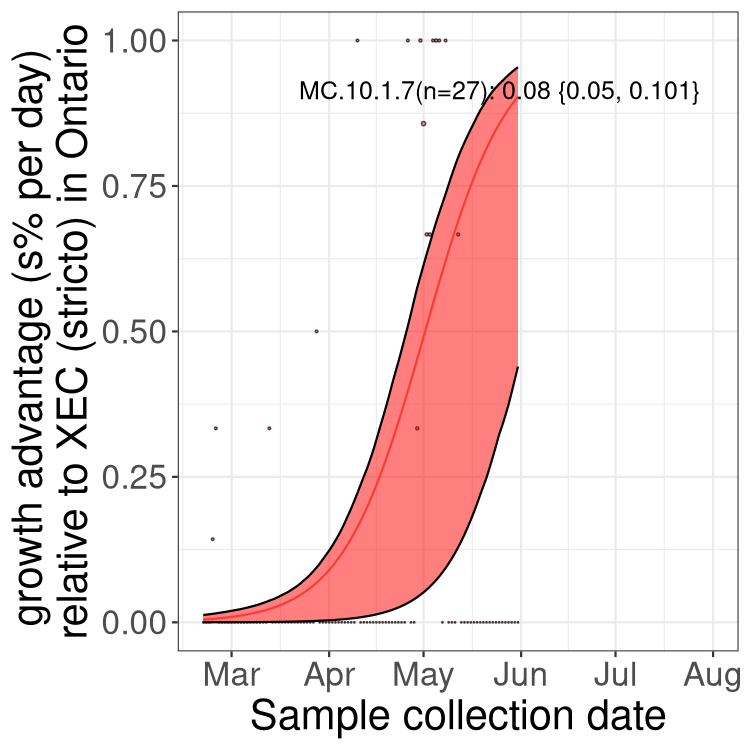 growth advantage (s% per day)
relative to XEC (stricto) in Ontario
1.00
0.75
0.50
0.25
0.00
MC.10.1.7(n=27): 0.08 {0.05, 0.101}
Mar Apr May Jun Jul Aug
Sample collection date